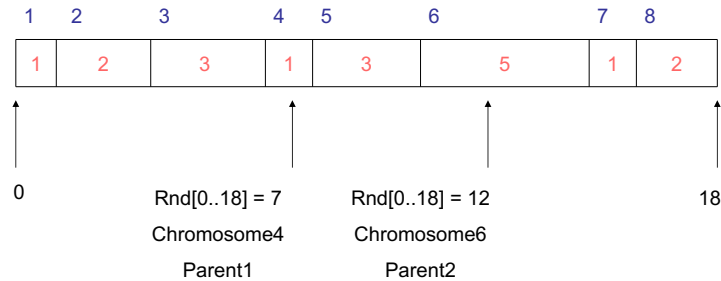 1 2 3 4 5 6 7 8
1 2 3 1 3 5 1 2
0 Rnd[0..18] = 7 Rnd[0..18] = 12 18
Chromosome4 Chromosome6
Parent1 Parent2